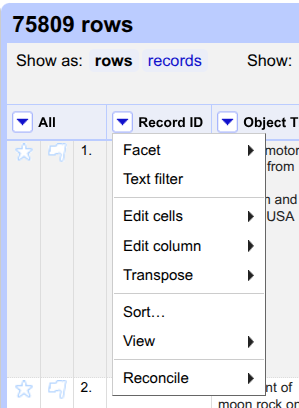 75809 rows
Show as: rows records Show:
All Record ID Object T
1. motor
from
n and
USA
Facet
Text filter
Edit cells
Edit column
Transpose
Sort...
View
Reconcile
2. nt of
moon rock on